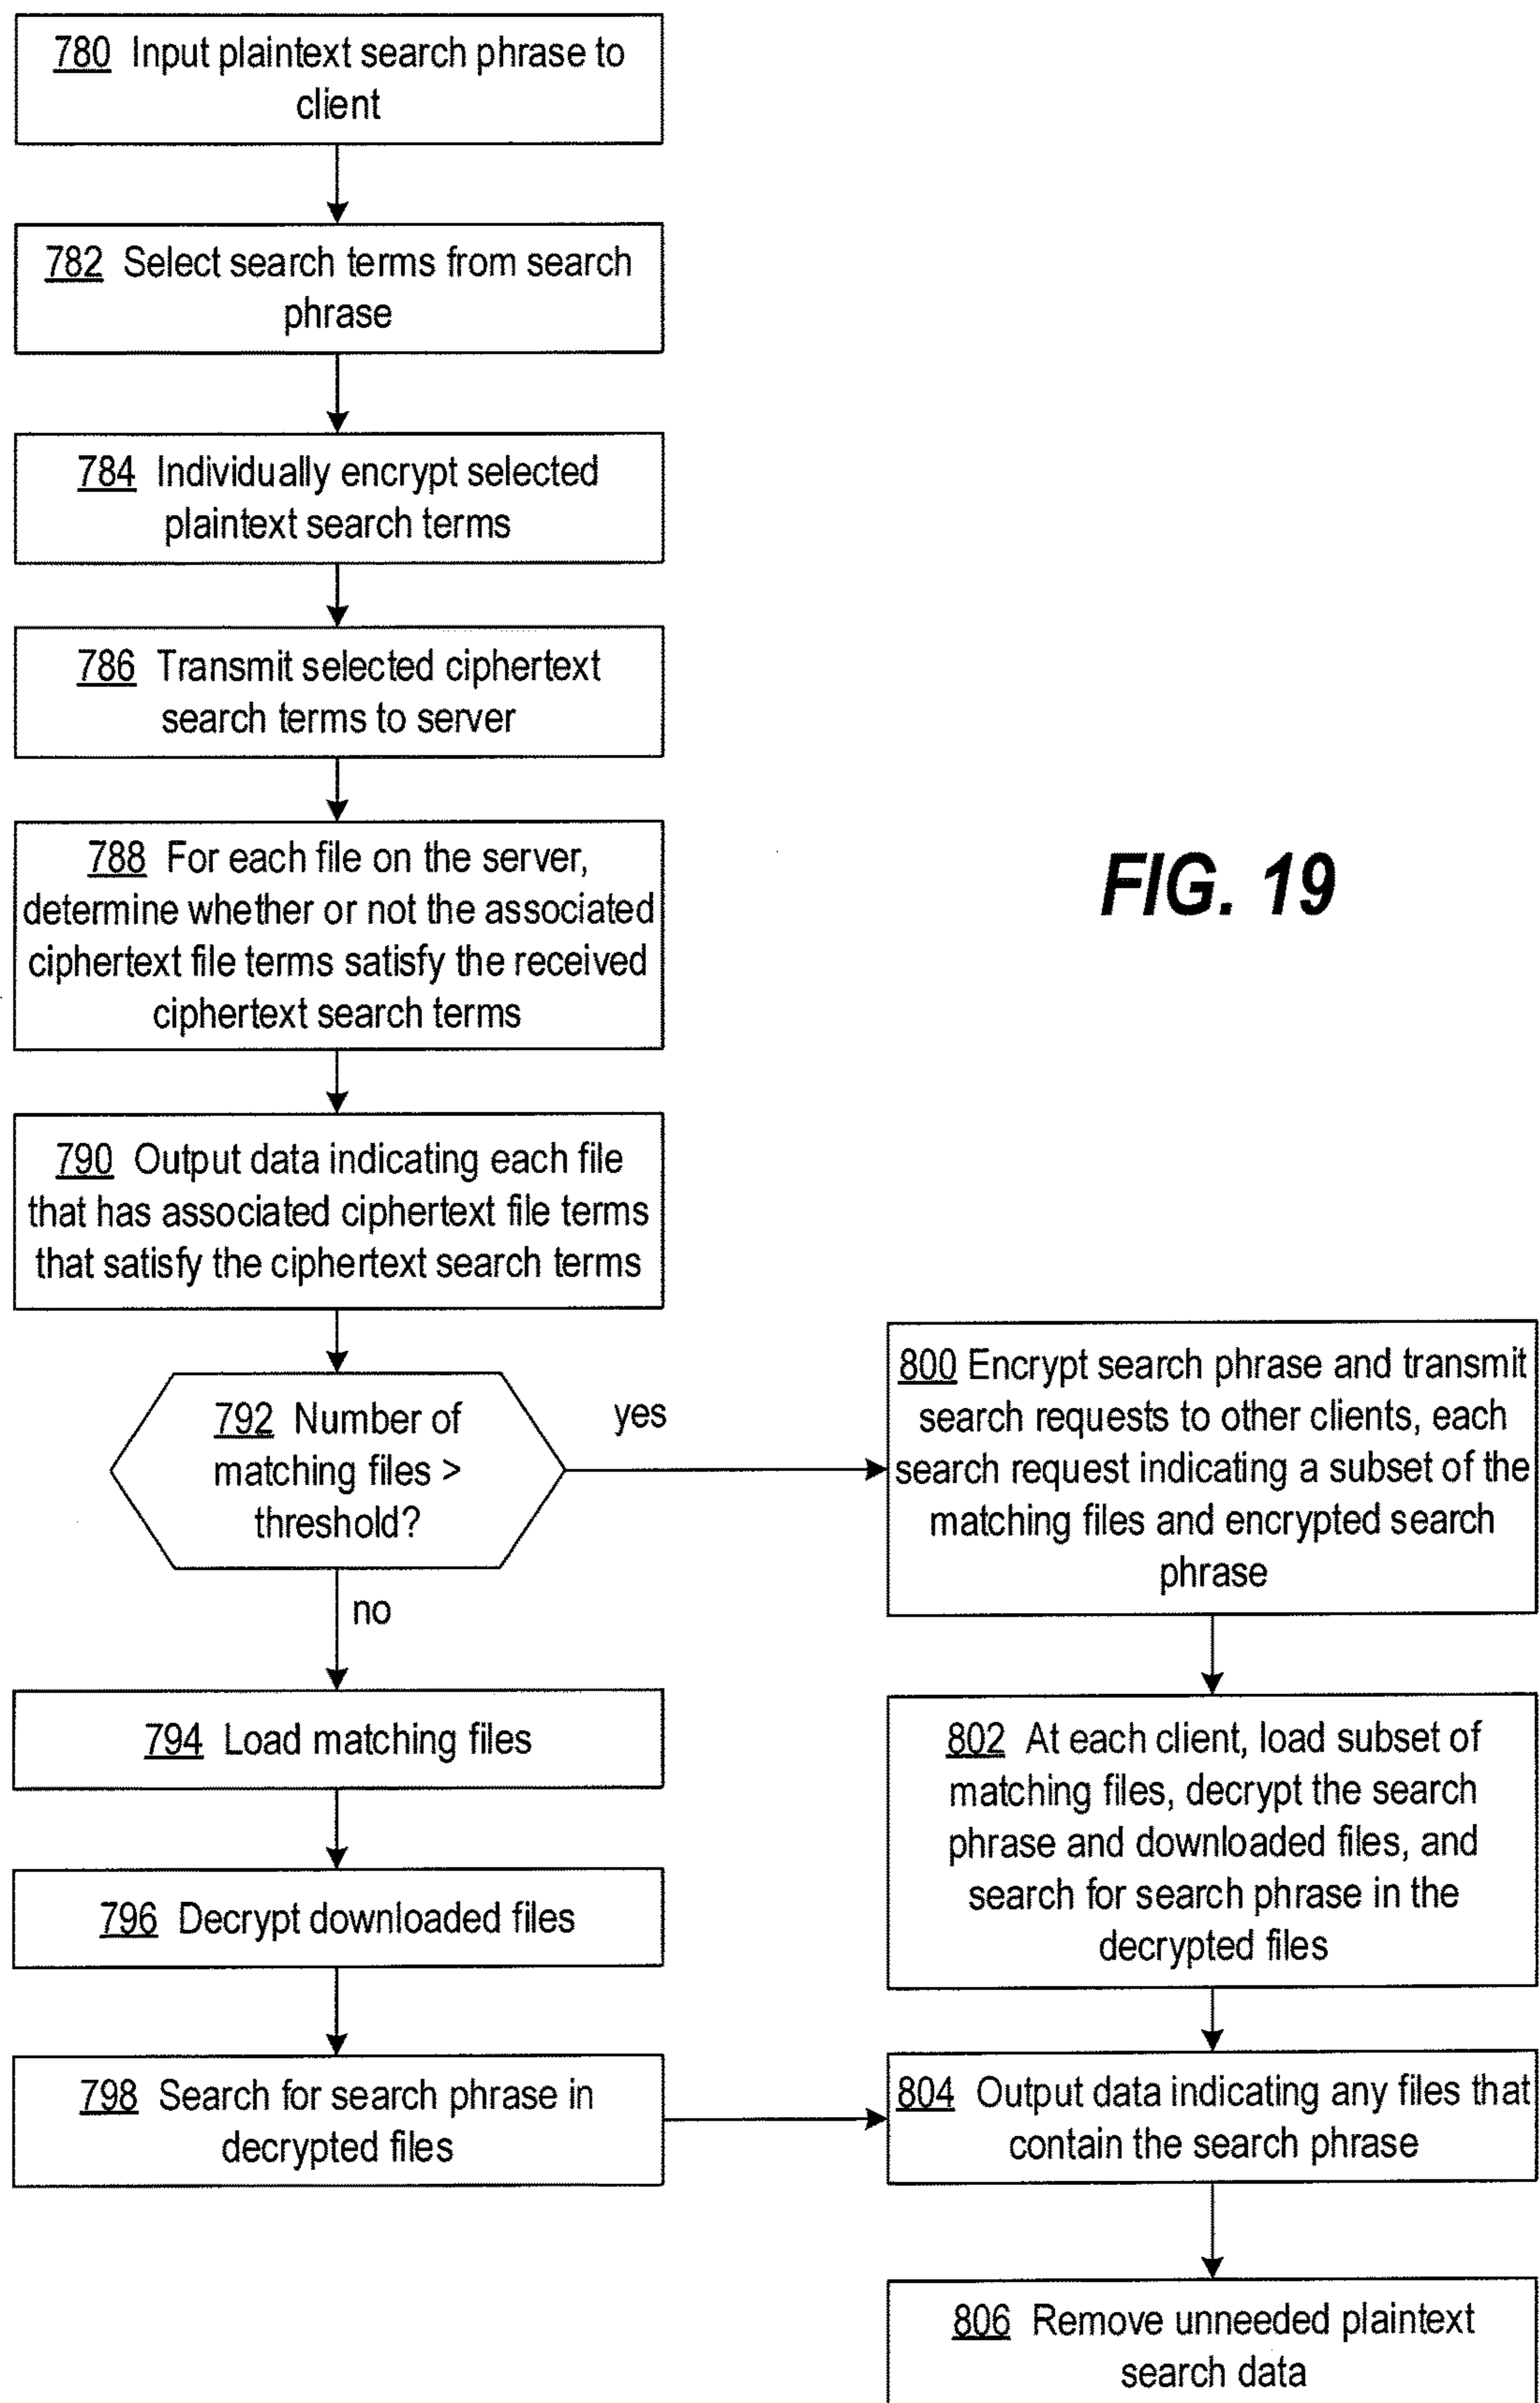 780 Input plaintext search phrase to
client
782 Select search terms from search
phrase
784 Individually encrypt selected
plaintext search terms
786 Transmit selected ciphertext
search terms to server
788 For each file on the server,
determine whether or not the associated
ciphertext file terms satisfy the received
ciphertext search terms
790 Output data indicating each file
that has associated ciphertext file terms
that satisfy the ciphertext search terms
792 Number of
matching files >
threshold?
yes
no
794 Load matching files
796 Decrypt downloaded files
798 Search for search phrase in
decrypted files
800 Encrypt search phrase and transmit
search requests to other clients, each
search request indicating a subset of the
matching files and encrypted search
phrase
802 At each client, load subset of
matching files, decrypt the search
phrase and downloaded files, and
search for search phrase in the
decrypted files
804 Output data indicating any files that
contain the search phrase
806 Remove unneeded plaintext
search data
FIG. 19